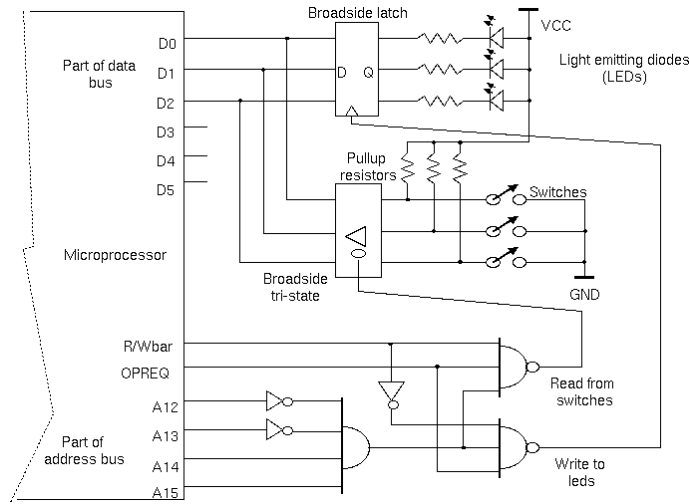 Broadside latch
VCC
D0
Part of data
bus
D1
D
Q
Light emitting diodes
(LEDs)
D2
D3
D4
D5
Pullup
resistors
Switches
Microprocessor
Broadside
tri-state
GND
R/Wbar
OPREQ
Read from
switches
A12
A13
Part of
address bus
A14
A15
Write to
leds